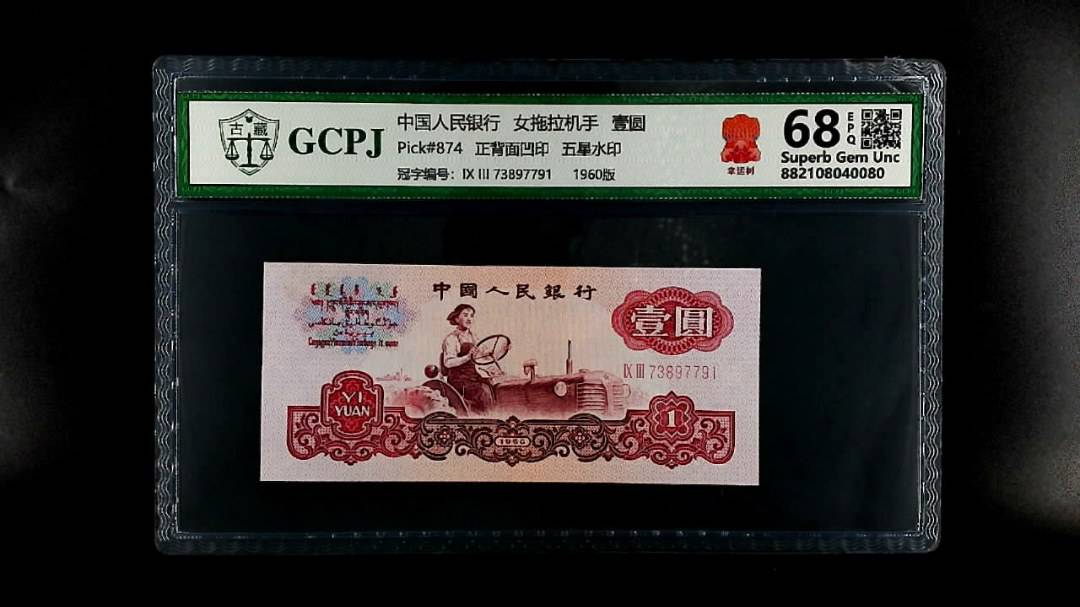 古 藏
GCPJ
中国人民银行 女拖拉机手 壹圆
Pick#874 正背面凹印 五星水印
冠字编号: IX III 73897791 1960版
拿运树
68 EPQ
Superb Gem Unc
882108040080
中國人民銀行
壹圓
IX III 73897791
YI
YUAN
1960
1